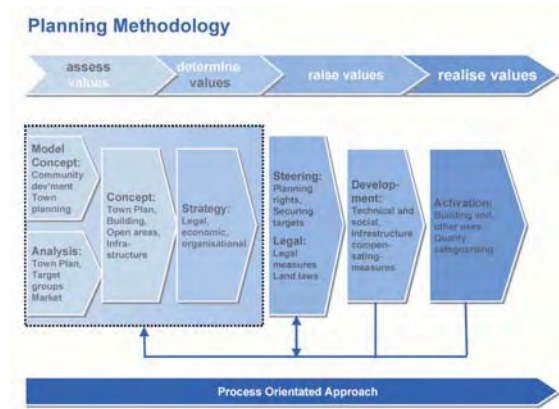 Planning Methodology
assess
values
determine
values
raise values
realise values
Model
Concept:
Community
dev'ment
Town
planning
Analysis:
Town Plan,
Target
groups
Market
Concept:
Town Plan,
Building,
Open areas,
Infra-
structure
Strategy:
Legal,
economic,
organisational
Steering:
Planning
rights,
Securing
targets
Legal:
Legal
measures
Land laws
Develop-
ment:
Technical and
social,
Infrastructure
compen-
sating-
measures
Activation:
Building and
other uses
Quality
safeguarding
Process Orientated Approach